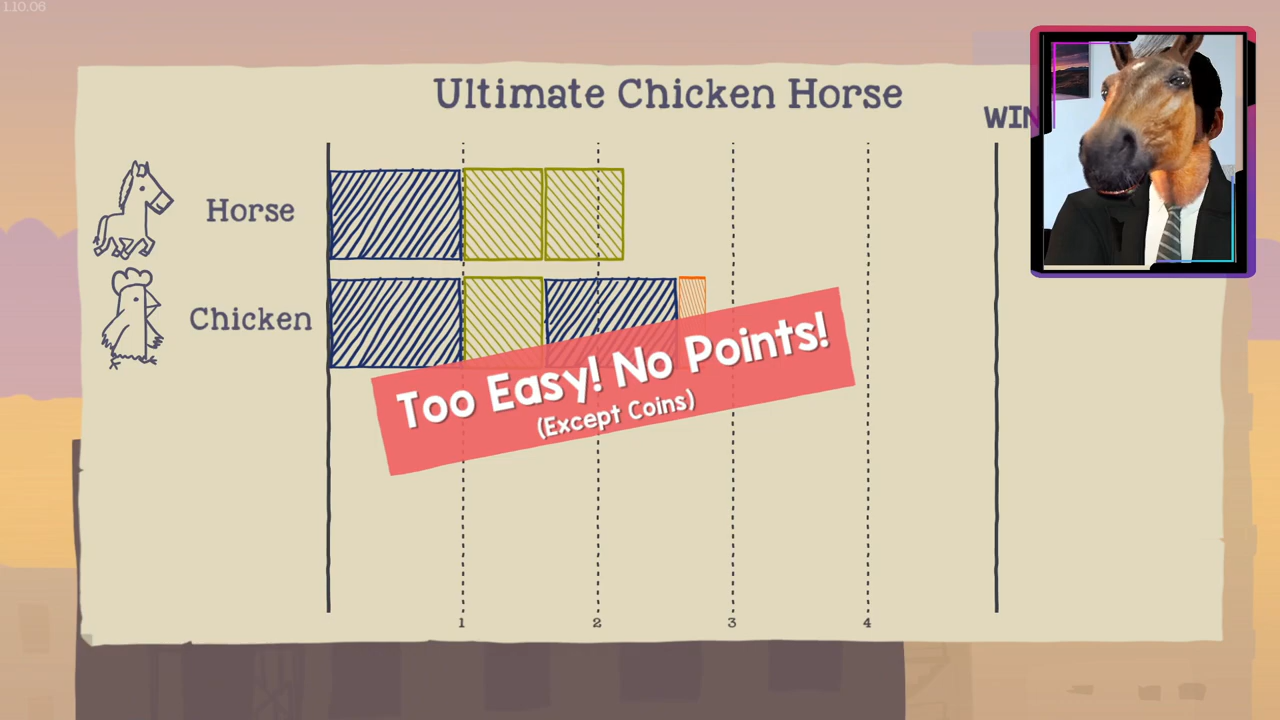 1.10.06
Ultimate Chicken Horse
WIN
Horse
Chicken
Too Easy! No Points!
(Except Coins)
1 2 3 4